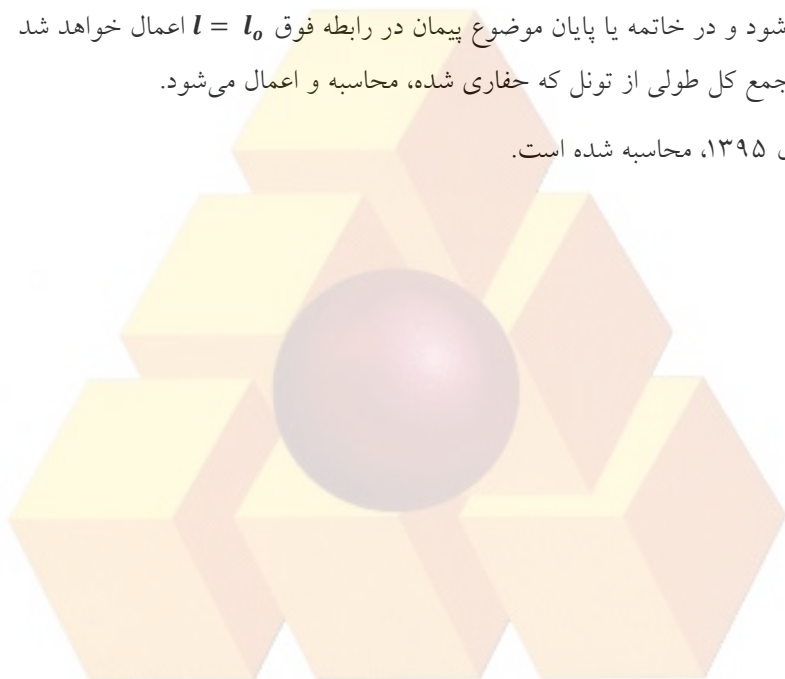 شود و در خاتمه یا پایان موضوع پیمان در رابطه فوق l = lₒ اعمال خواهد شد
جمع کل طولی از تونل که حفاری شده، محاسبه و اعمال می‌شود.
۱۳۹۵، محاسبه شده است.